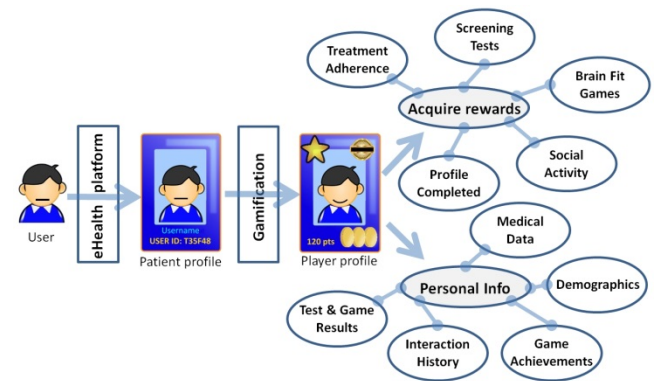 User
eHealth platform
Username
USER ID: T35F48
Patient profile
Gamification
120 pts
Player profile
Acquire rewards
Treatment
Adherence
Screening
Tests
Brain Fit
Games
Social
Activity
Profile
Completed
Personal Info
Medical
Data
Demographics
Game
Achievements
Interaction
History
Test & Game
Results